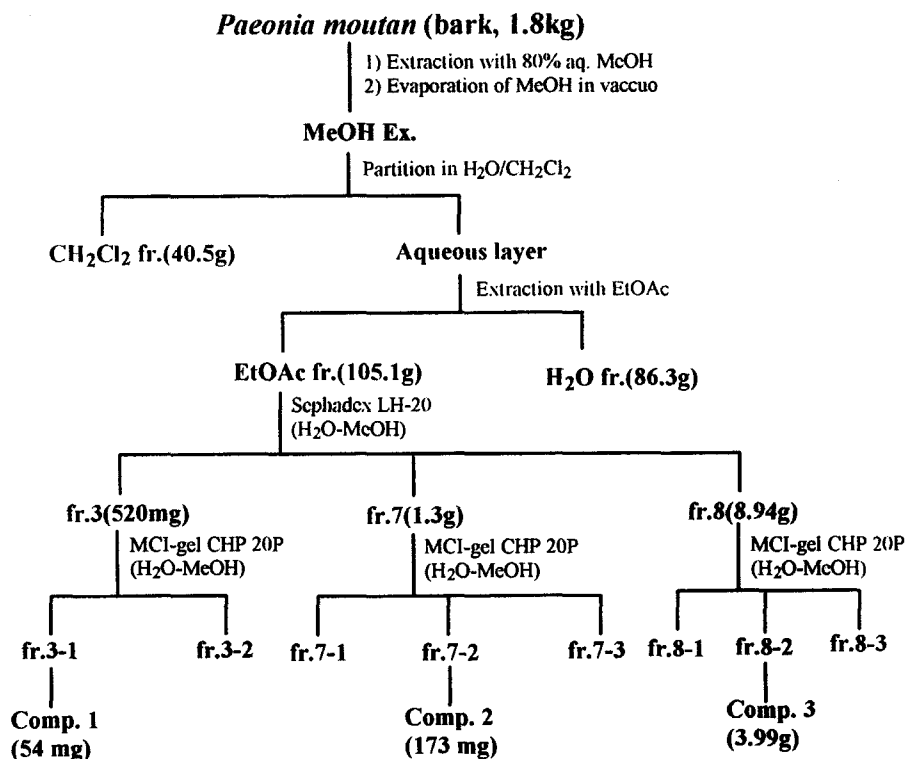 Paeonia moutan (bark, 1.8kg)
1) Extraction with 80% aq. MeOH
2) Evaporation of MeOH in vaccuo
MeOH Ex.
Partition in H2O/CH2Cl2
CH2Cl2 fr.(40.5g)
Aqueous layer
Extraction with EtOAc
EtOAc fr.(105.1g)
H2O fr.(86.3g)
Sephadex LH-20
(H2O-MeOH)
fr.3(520mg)
fr.7(1.3g)
fr.8(8.94g)
MCI-gel CHP 20P
(H2O-MeOH)
MCI-gel CHP 20P
(H2O-MeOH)
MCI-gel CHP 20P
(H2O-MeOH)
fr.3-1
fr.3-2
fr.7-1
fr.7-2
fr.7-3
fr.8-1
fr.8-2
fr.8-3
Comp. 1
(54 mg)
Comp. 2
(173 mg)
Comp. 3
(3.99g)